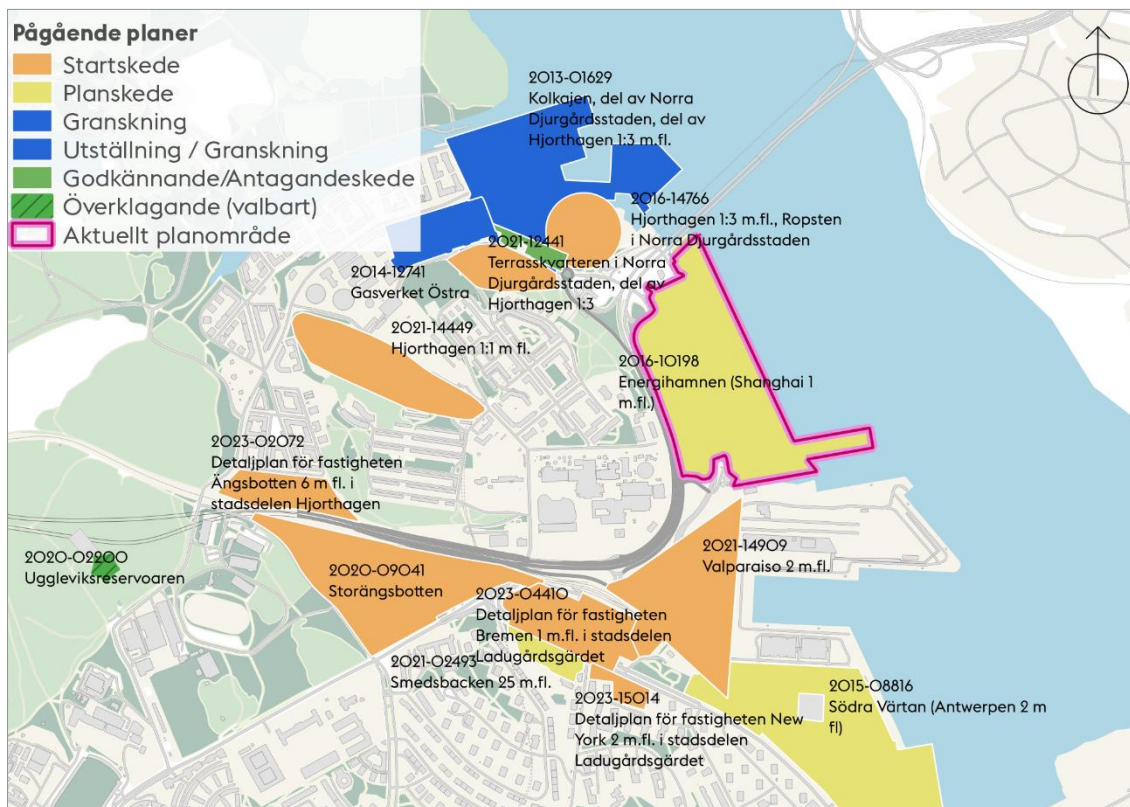 Pågående planer
Startskede
Planskede
Granskning
Utställning / Granskning
Godkännande/Antagandeskede
Överklagande (valbart)
Aktuellt planområde
2013-01629
Kolkajen, del av Norra
Djurgårdsstaden, del av
Hjorthagen 1:3 m.fl.
2016-14766
Hjorthagen 1:3 m.fl., Ropsten
i Norra Djurgårdsstaden
2021-12441
Terrasskvarteren i Norra
Djurgårdsstaden, del av
Hjorthagen 1:3
2014-12741
Gasverket Östra
2021-14449
Hjorthagen 1:1 m fl.
2016-10198
Energihamnen (Shanghai 1
m.fl.)
2023-02072
Detaljplan för fastigheten
Ängsbotten 6 m fl. i
stadsdelen Hjorthagen
2020-02200
Uggleviksreservoaren
2020-09041
Storängsbotten
2021-14909
Valparaiso 2 m.fl.
2023-04410
Detaljplan för fastigheten
Bremen 1 m.fl. i stadsdelen
Ladugårdsgärdet
2021-02493
Smedsbacken 25 m.fl.
2023-15014
Detaljplan för fastigheten New
York 2 m.fl. i stadsdelen
Ladugårdsgärdet
2015-08816
Södra Värtan (Antwerpen 2 m
fl)